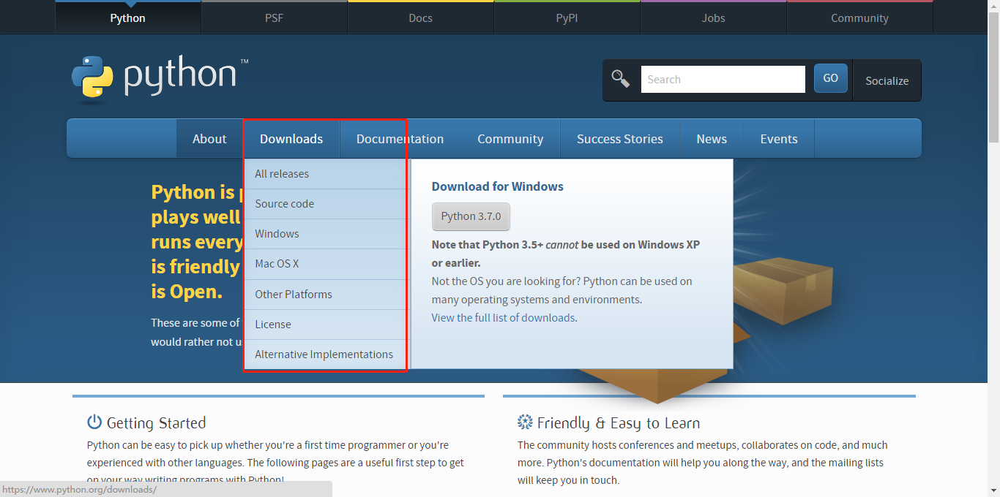 Python PSF Docs PyPI Jobs Community
python™
Search GO Socialize
About Downloads Documentation Community Success Stories News Events
All releases
Source code
Windows
Mac OS X
Other Platforms
License
Alternative Implementations
Download for Windows
Python 3.7.0
Note that Python 3.5+ cannot be used on Windows XP
or earlier.
Not the OS you are looking for? Python can be used on
many operating systems and environments.
View the full list of downloads.
Python is
plays well
runs every
is friendly
is Open.
These are some of
would rather not u
Getting Started
Python can be easy to pick up whether you're a first time programmer or you're
experienced with other languages. The following pages are a useful first step to get
on your way writing programs with Python!
Friendly & Easy to Learn
The community hosts conferences and meetups, collaborates on code, and much
more. Python's documentation will help you along the way, and the mailing lists
will keep you in touch.
https://www.python.org/downloads/